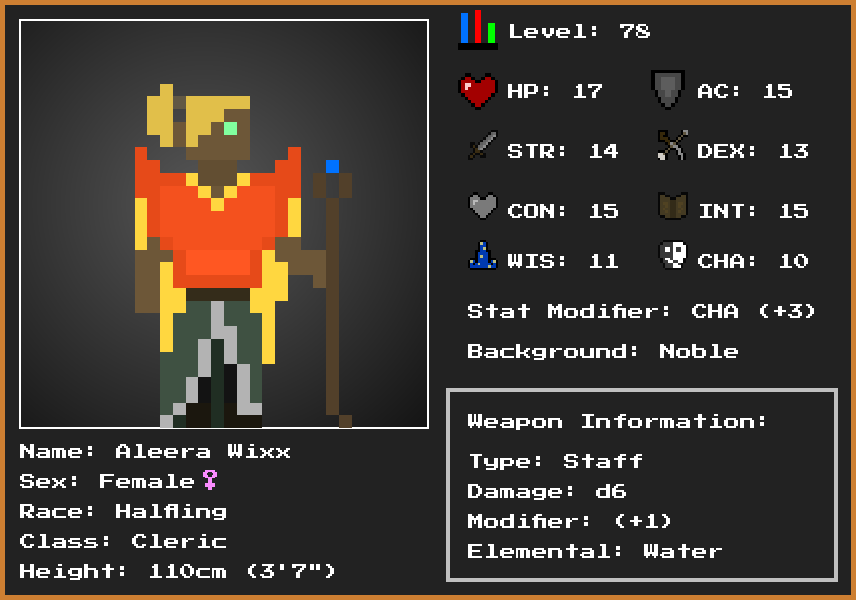 Level: 78
HP: 17 AC: 15
STR: 14 DEX: 13
CON: 15 INT: 15
WIS: 11 CHA: 10
Stat Modifier: CHA (+3)
Background: Noble
Weapon Information:
Type: Staff
Damage: d6
Modifier: (+1)
Elemental: Water
Name: Aleera Wixx
Sex: Female♀
Race: Halfling
Class: Cleric
Height: 110cm (3'7")